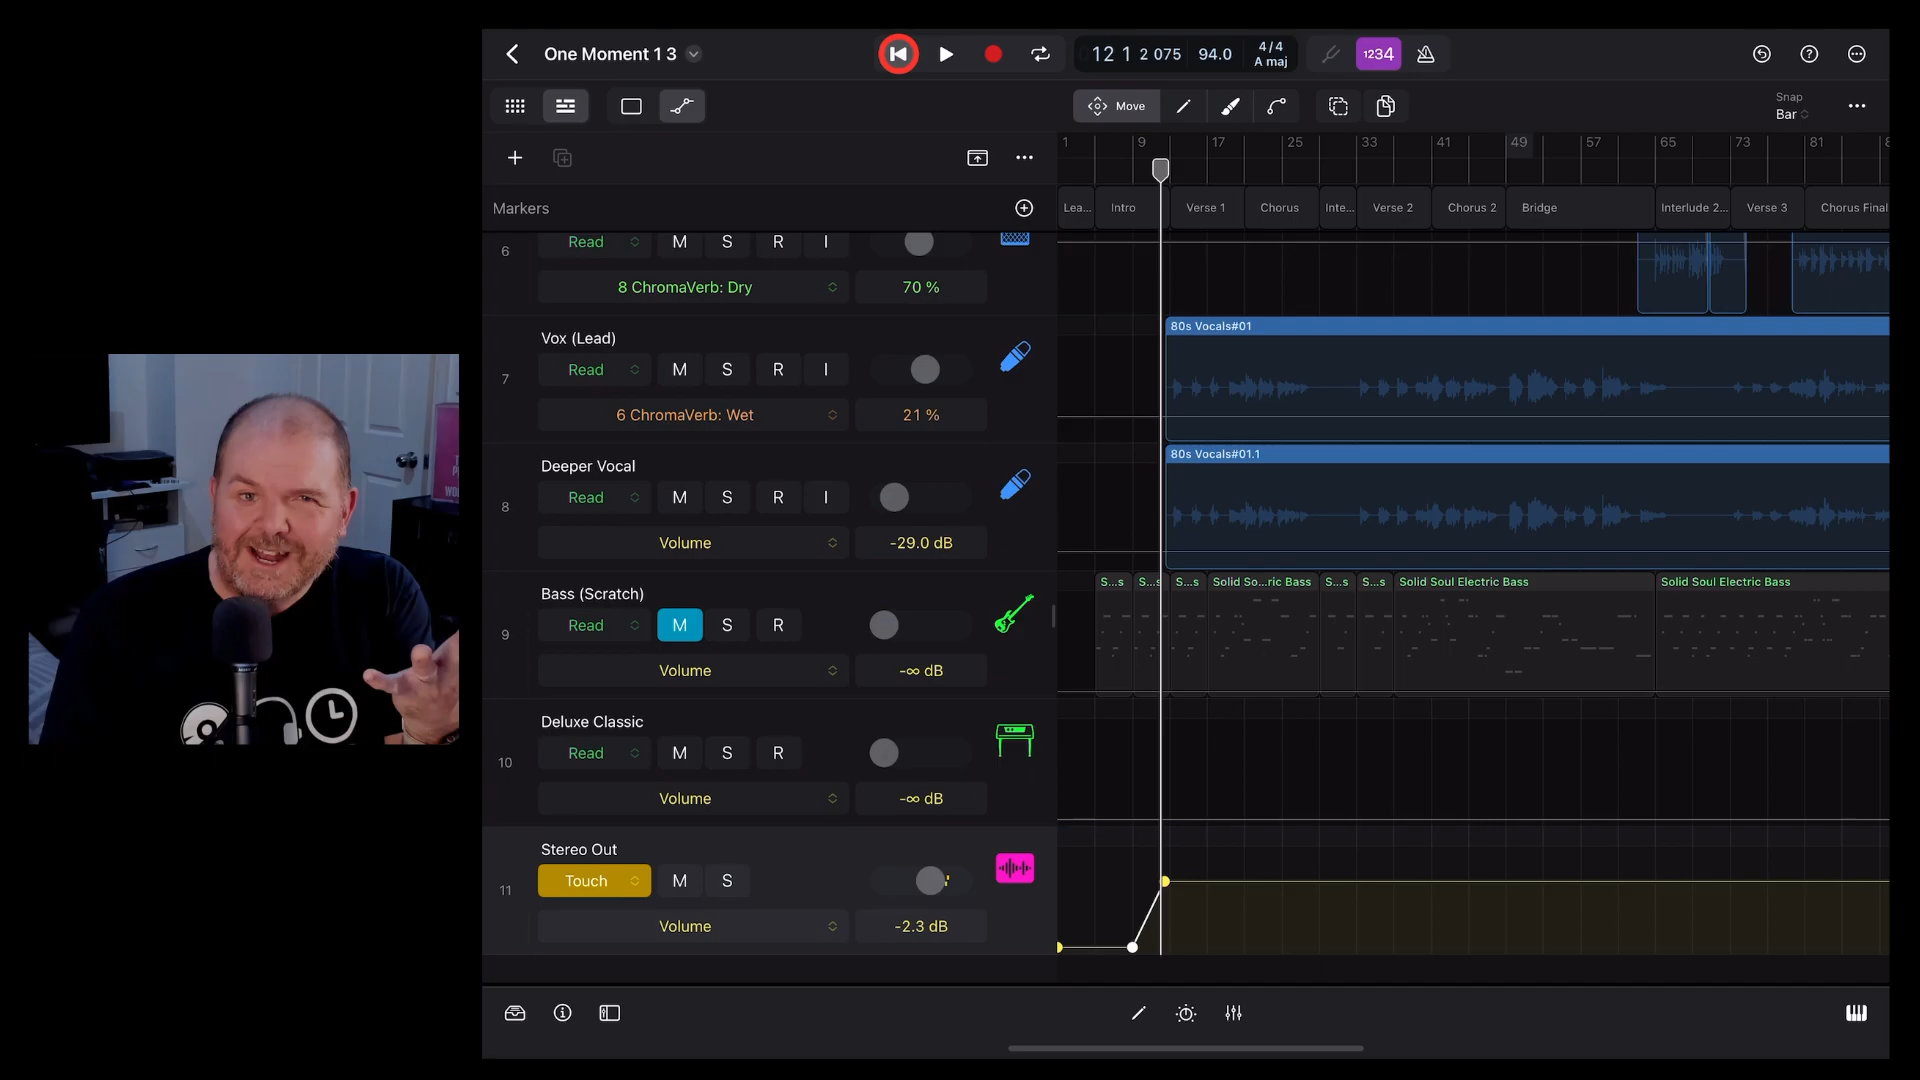 One Moment 1 3
12 1 2 075 94.0 4/4 A maj
1234
Move
Snap
Bar
1 9 17 25 33 41 49 57 65 73 81 8
Markers
Lea... Intro Verse 1 Chorus Inte... Verse 2 Chorus 2 Bridge Interlude 2... Verse 3 Chorus Final
6
Read M S R I
8 ChromaVerb: Dry 70 %
Vox (Lead)
7
Read M S R I
6 ChromaVerb: Wet 21 %
80s Vocals#01
Deeper Vocal
8
Read M S R I
Volume -29.0 dB
80s Vocals#01.1
Bass (Scratch)
9
Read M S R
Volume -∞ dB
S...s S...s S...s Solid So...ric Bass S...s S...s Solid Soul Electric Bass Solid Soul Electric Bass
Deluxe Classic
10
Read M S R
Volume -∞ dB
Stereo Out
11
Touch M S
Volume -2.3 dB